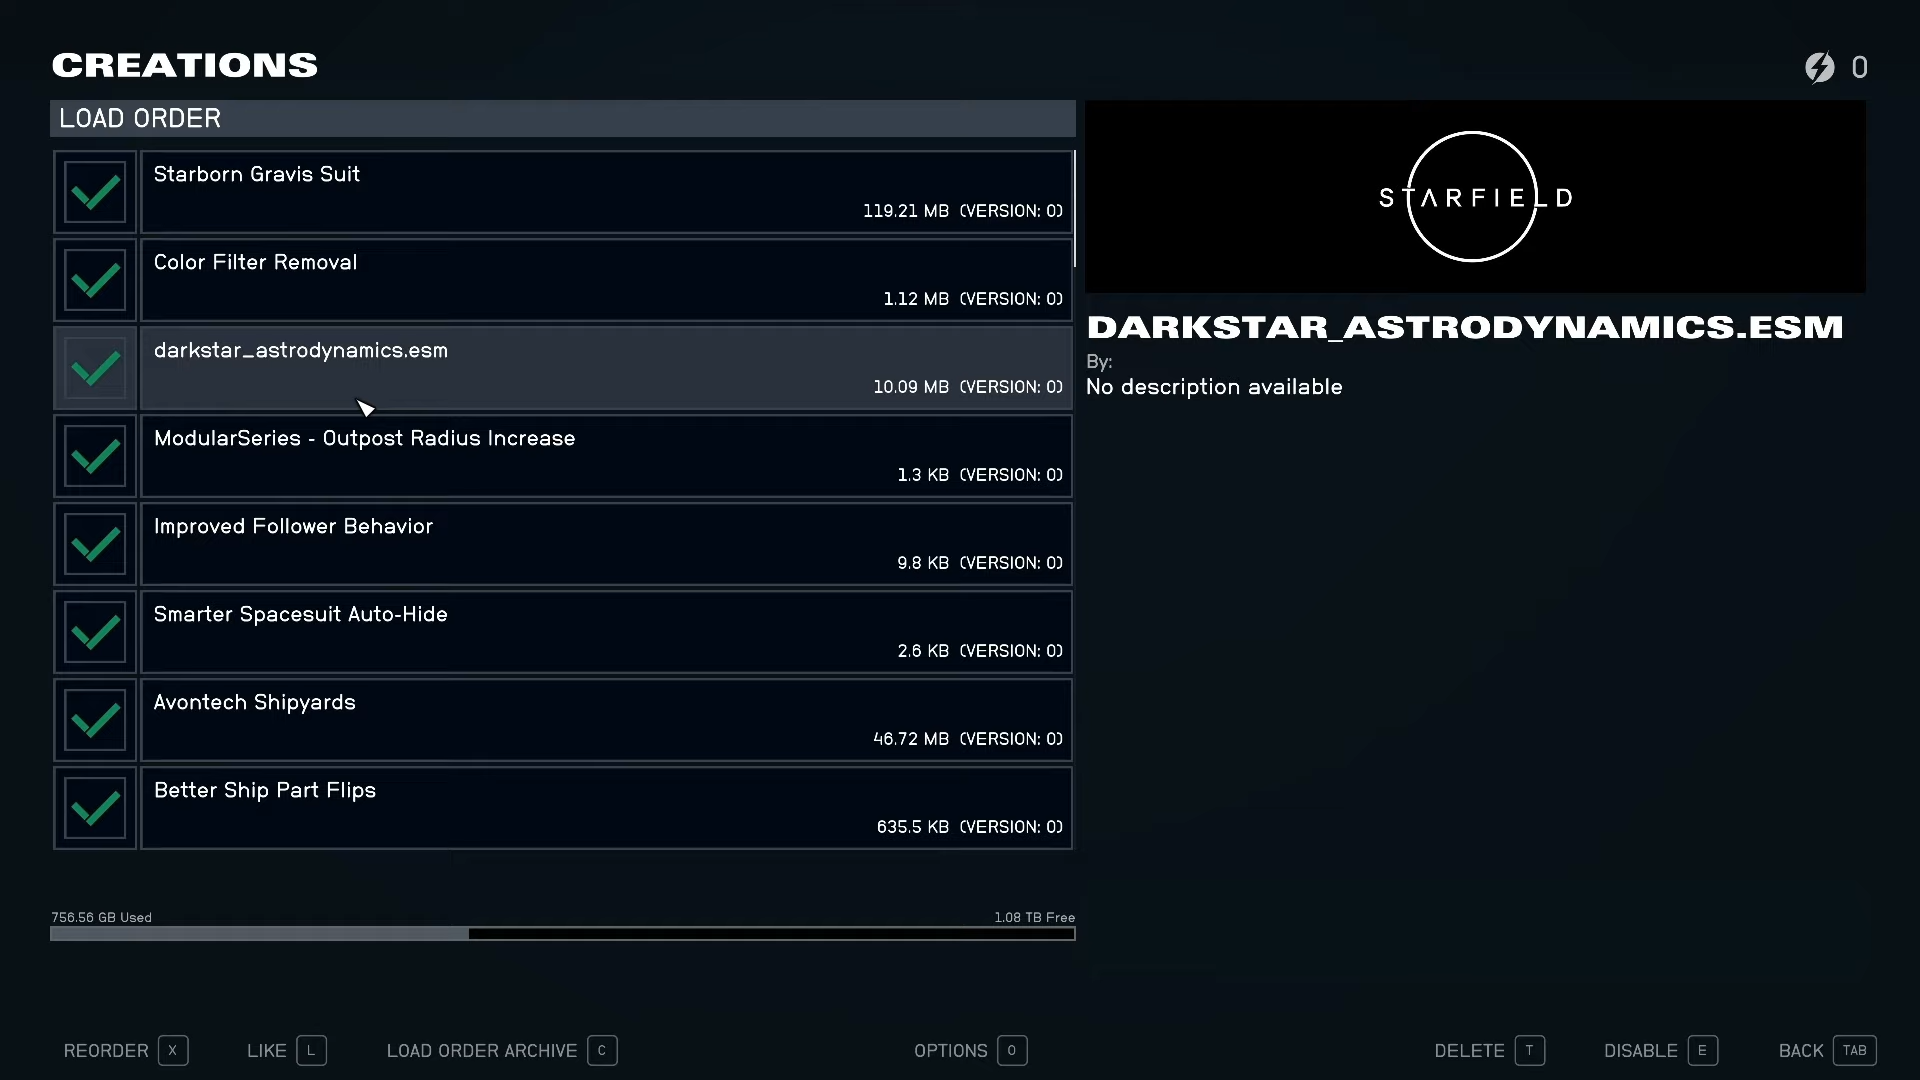 CREATIONS
0
LOAD ORDER
Starborn Gravis Suit
119.21 MB (VERSION: 0)
Color Filter Removal
1.12 MB (VERSION: 0)
darkstar_astrodynamics.esm
10.09 MB (VERSION: 0)
ModularSeries - Outpost Radius Increase
1.3 KB (VERSION: 0)
Improved Follower Behavior
9.8 KB (VERSION: 0)
Smarter Spacesuit Auto-Hide
2.6 KB (VERSION: 0)
Avontech Shipyards
46.72 MB (VERSION: 0)
Better Ship Part Flips
635.5 KB (VERSION: 0)
756.56 GB Used
1.08 TB Free
STARFIELD
DARKSTAR_ASTRODYNAMICS.ESM
By:
No description available
REORDER X LIKE L LOAD ORDER ARCHIVE C OPTIONS O DELETE T DISABLE E BACK TAB